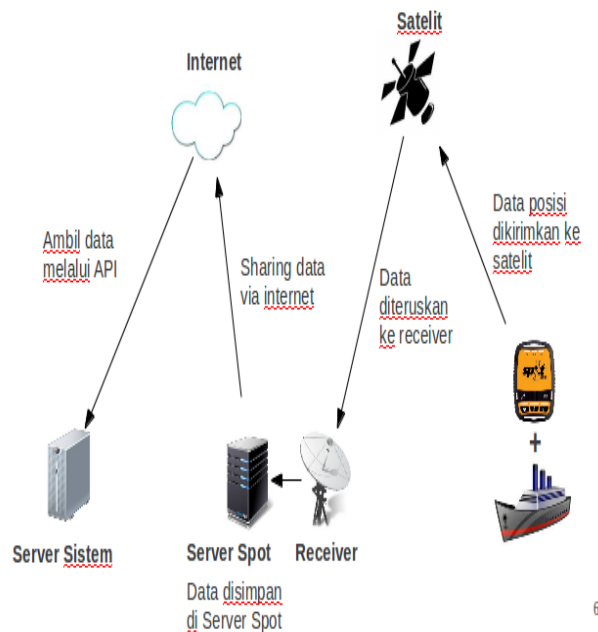 Satelit
Internet
Data posisi
dikirimkan ke
satelit
Ambil data
melalui API
Sharing data
via internet
Data
diteruskan
ke receiver
spot
+
Server Sistem
Server Spot
Receiver
Data disimpan
di Server Spot
6